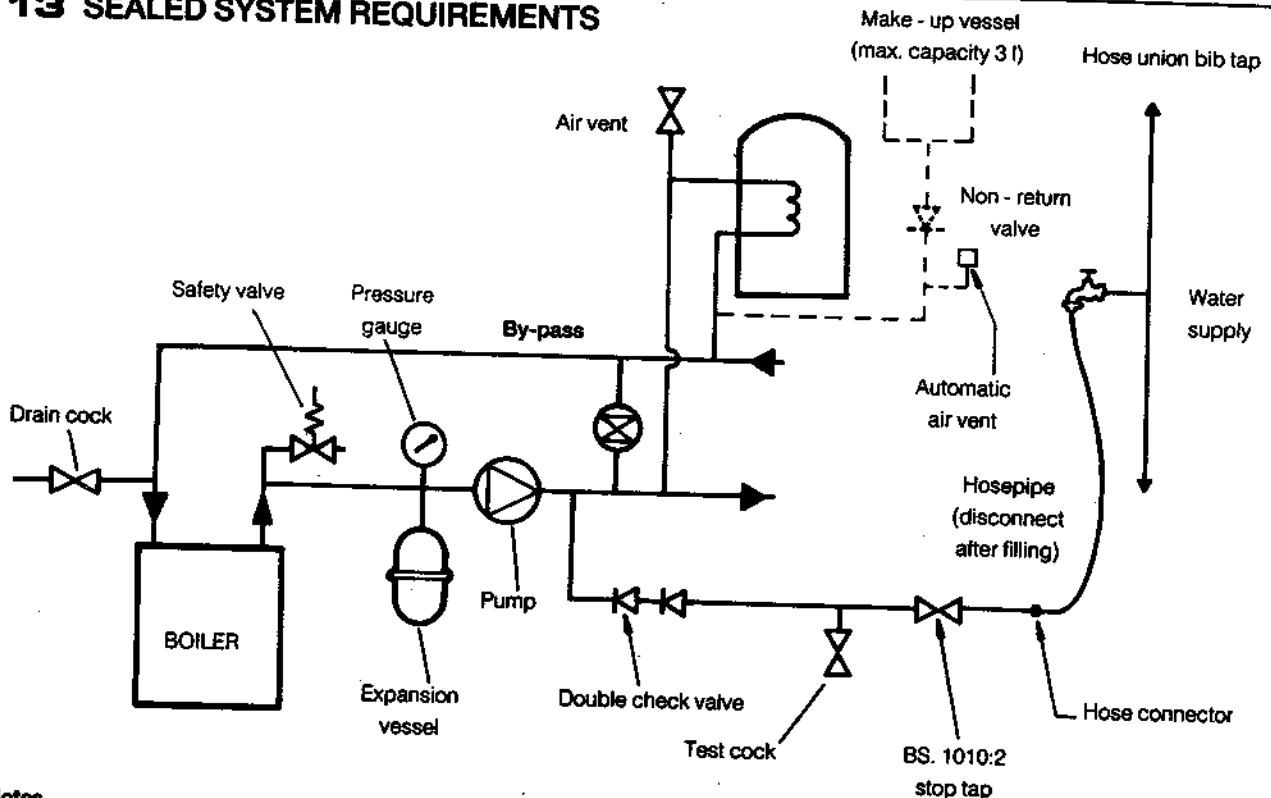 13 SEALED SYSTEM REQUIREMENTS
Make - up vessel
(max. capacity 3 l)
Hose union bib tap
Air vent
Non - return
valve
Safety valve
Pressure
gauge
By-pass
Water
supply
Drain cock
Automatic
air vent
Hosepipe
(disconnect
after filling)
Pump
BOILER
Expansion
vessel
Double check valve
Test cock
Hose connector
BS. 1010:2
stop tap